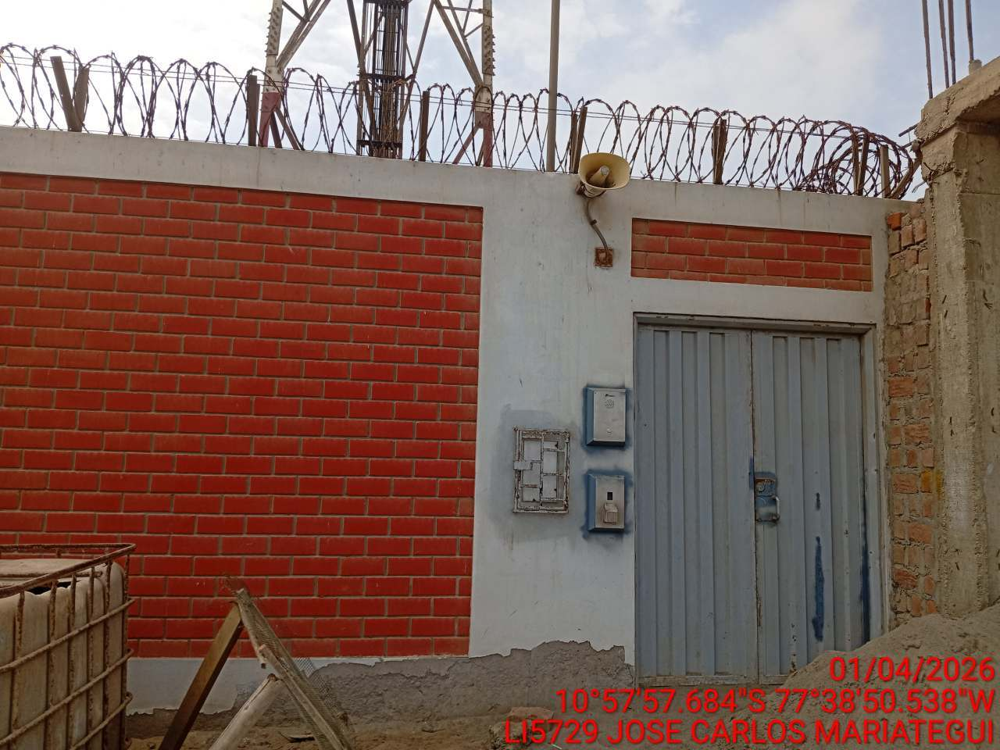 01/04/2026
10°57'57.684"S 77°38'50.538"W
LI5729 JOSE CARLOS MARIATEGUI